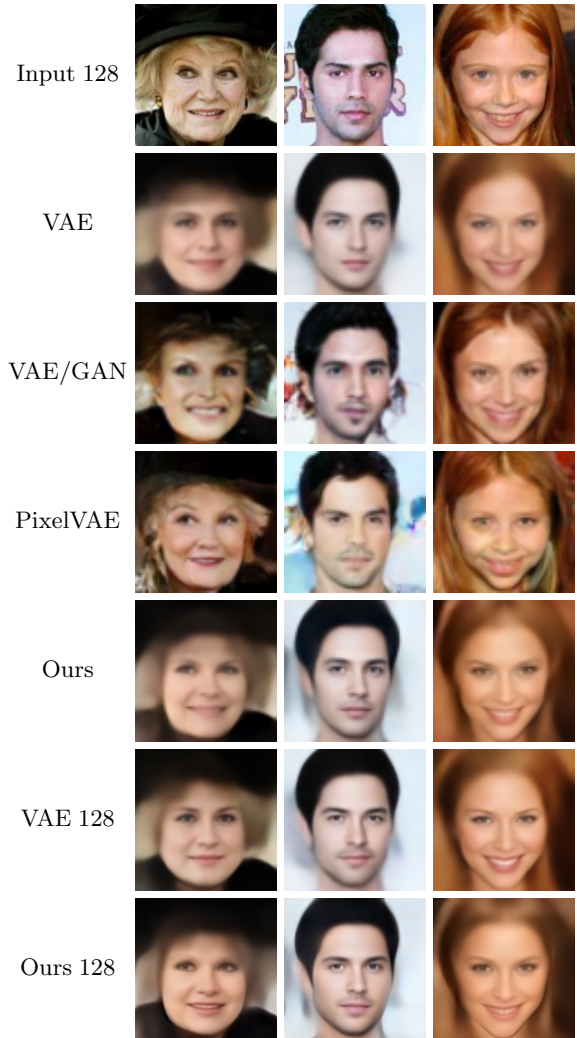 Input 128
VAE
VAE/GAN
PixelVAE
Ours
VAE 128
Ours 128